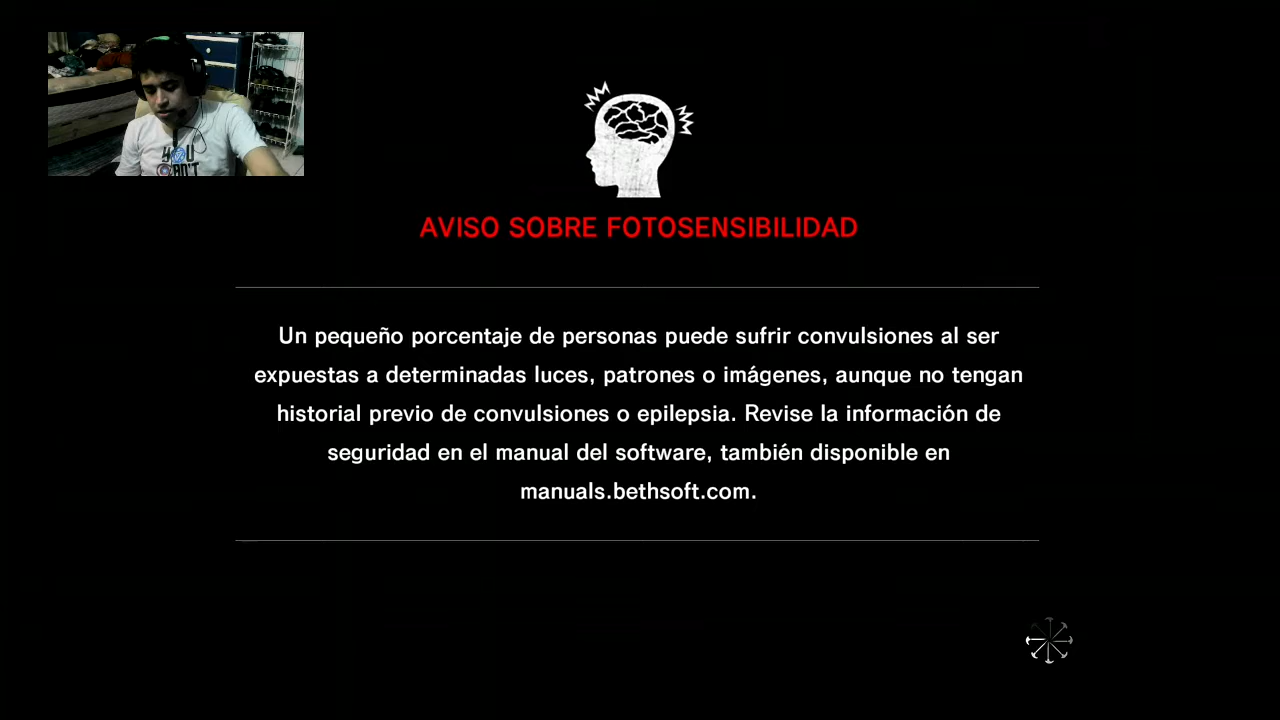 YOU
AVISO SOBRE FOTOSENSIBILIDAD
Un pequeño porcentaje de personas puede sufrir convulsiones al ser
expuestas a determinadas luces, patrones o imágenes, aunque no tengan
historial previo de convulsiones o epilepsia. Revise la información de
seguridad en el manual del software, también disponible en
manuals.bethsoft.com.